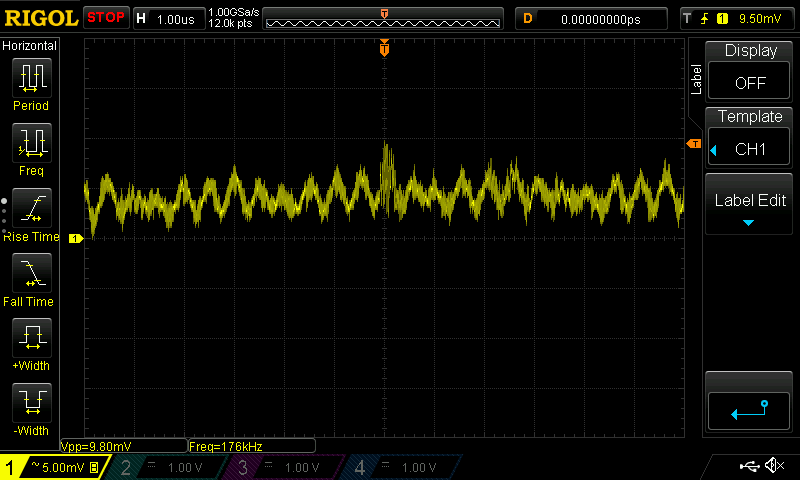 RIGOL STOP H 1.00us 1.00GSa/s 12.0k pts T D 0.00000000ps T 1 9.50mV
Horizontal
Period
Freq
Rise Time
Fall Time
+Width
-Width
T
T
1
Vpp=9.80mV Freq=176kHz
1 ~ 5.00mV B 2 1.00 V 3 1.00 V 4 1.00 V
Label
Display
OFF
Template
CH1
Label Edit